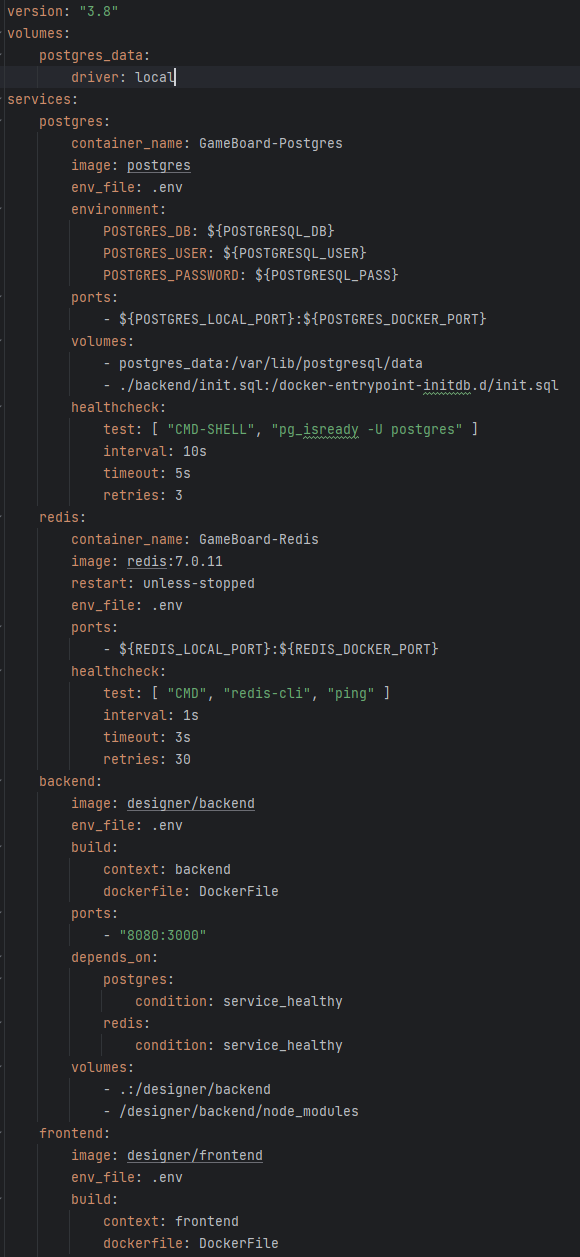 version: "3.8"
volumes:
    postgres_data:
        driver: local
services:
    postgres:
        container_name: GameBoard-Postgres
        image: postgres
        env_file: .env
        environment:
            POSTGRES_DB: ${POSTGRESQL_DB}
            POSTGRES_USER: ${POSTGRESQL_USER}
            POSTGRES_PASSWORD: ${POSTGRESQL_PASS}
        ports:
            - ${POSTGRES_LOCAL_PORT}:${POSTGRES_DOCKER_PORT}
        volumes:
            - postgres_data:/var/lib/postgresql/data
            - ./backend/init.sql:/docker-entrypoint-initdb.d/init.sql
        healthcheck:
            test: [ "CMD-SHELL", "pg_isready -U postgres" ]
            interval: 10s
            timeout: 5s
            retries: 3
    redis:
        container_name: GameBoard-Redis
        image: redis:7.0.11
        restart: unless-stopped
        env_file: .env
        ports:
            - ${REDIS_LOCAL_PORT}:${REDIS_DOCKER_PORT}
        healthcheck:
            test: [ "CMD", "redis-cli", "ping" ]
            interval: 1s
            timeout: 3s
            retries: 30
    backend:
        image: designer/backend
        env_file: .env
        build:
            context: backend
            dockerfile: DockerFile
        ports:
            - "8080:3000"
        depends_on:
            postgres:
                condition: service_healthy
            redis:
                condition: service_healthy
        volumes:
            - .:/designer/backend
            - /designer/backend/node_modules
    frontend:
        image: designer/frontend
        env_file: .env
        build:
            context: frontend
            dockerfile: DockerFile